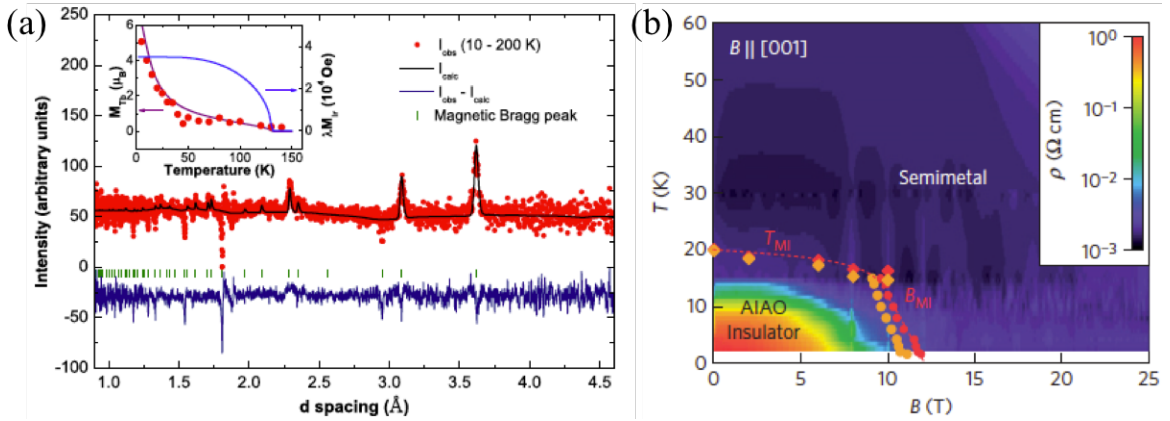 (a)
250
200
150
100
50
0
-50
-100
Intensity (arbitrary units)
1.0 1.5 2.0 2.5 3.0 3.5 4.0 4.5
d spacing (Å)
I_obs (10 - 200 K)
I_calc
I_obs - I_calc
Magnetic Bragg peak
6
4
2
0
M_Tb (μ_B)
0 50 100 150
Temperature (K)
4
2
0
λM_Ir (10^4 Oe)
(b)
60
50
40
30
20
10
0
T (K)
B || [001]
Semimetal
T_MI
B_MI
AIAO
Insulator
10^0
10^-1
10^-2
10^-3
ρ (Ω cm)
0 5 10 15 20 25
B (T)